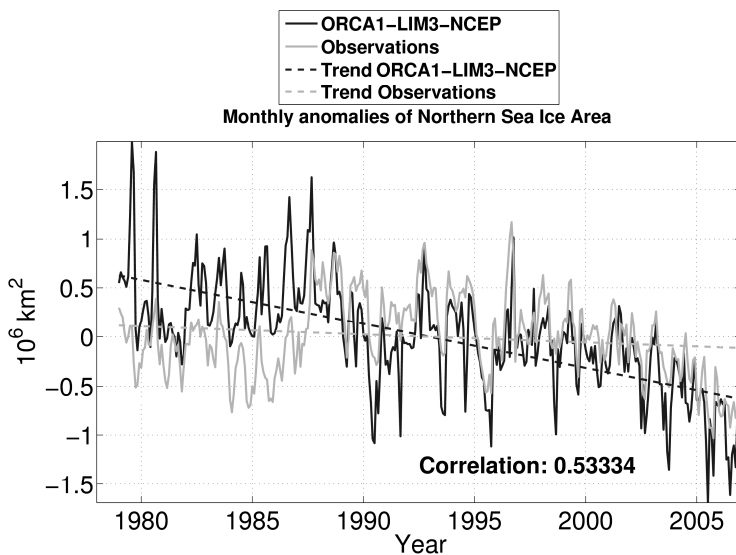 ORCA1−LIM3−NCEP
Observations
Trend ORCA1−LIM3−NCEP
Trend Observations
Monthly anomalies of Northern Sea Ice Area
1.5
1
0.5
0
−0.5
−1
−1.5
10⁶ km²
Correlation: 0.53334
1980 1985 1990 1995 2000 2005
Year